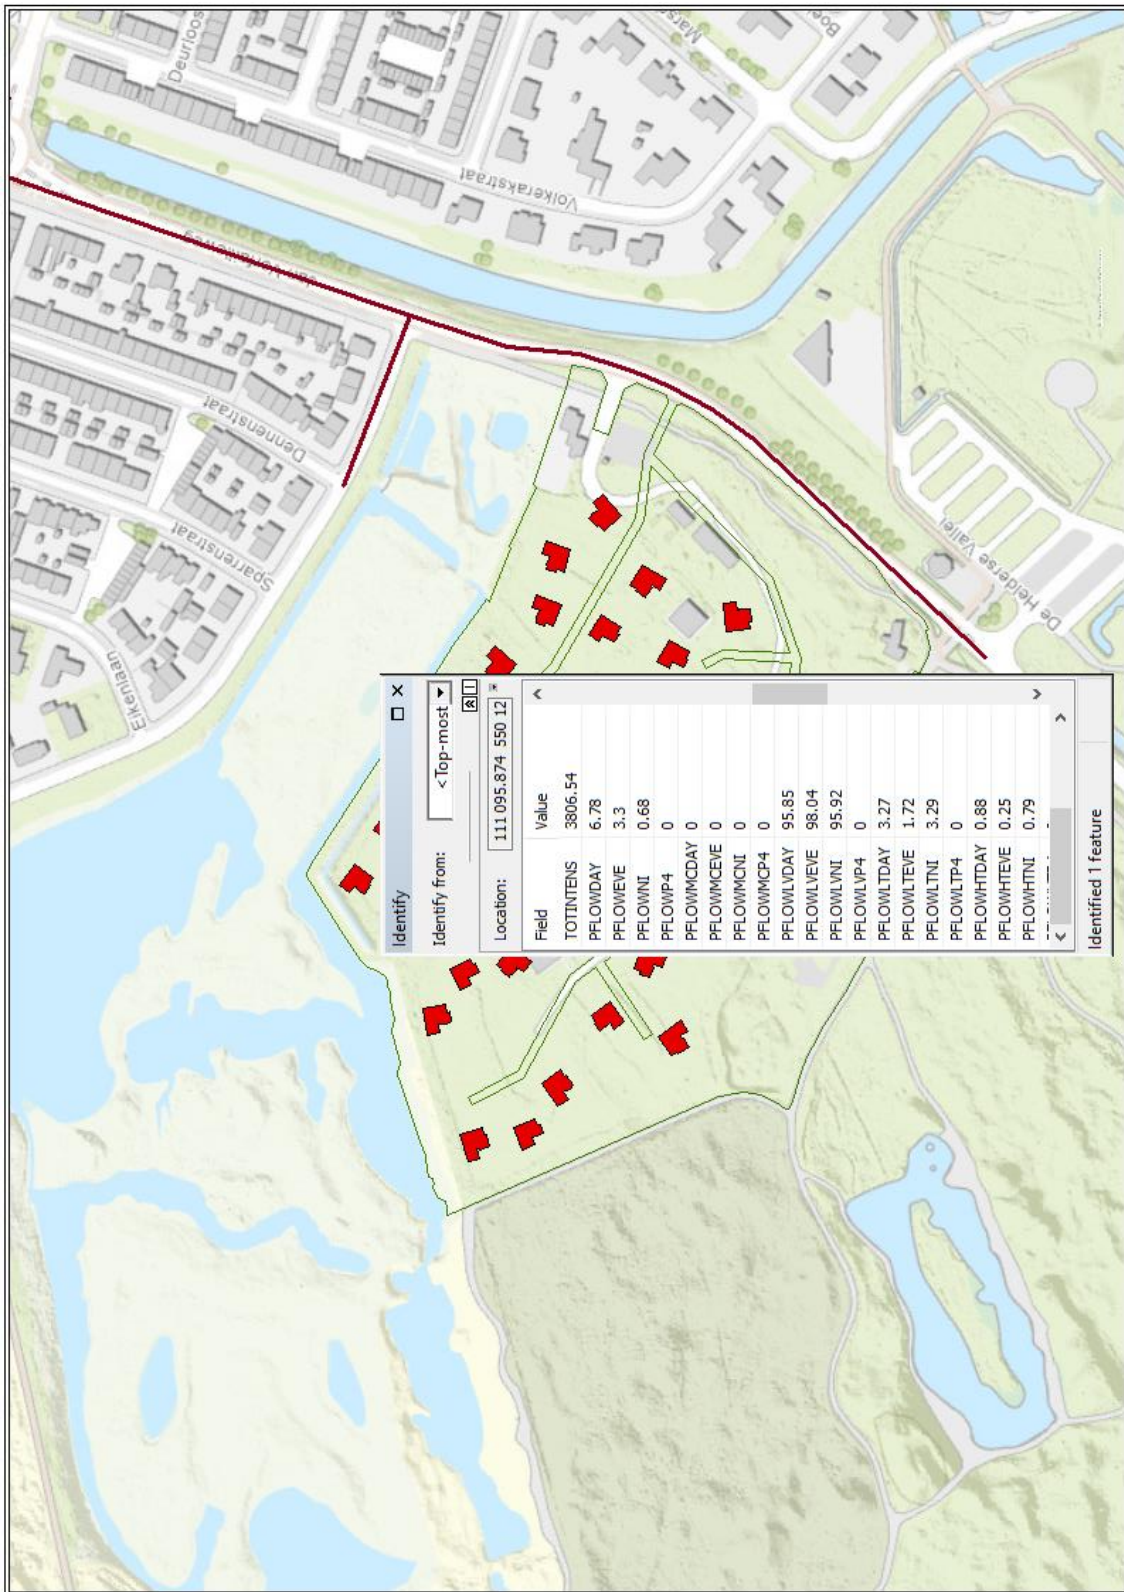 Deurloos
Volkerakstraat
Mars
Boe
Dennenstraat
Sparrenstraat
Eikenlaan
De Helderse Vallei
Identify
Identify from: <Top-most
Location: 111 095.874 550 12
Field Value
TOTINTENS 3806.54
PFLOWDAY 6.78
PFLOWEVE 3.3
PFLOWNI 0.68
PFLOWP4 0
PFLOWMCDAY 0
PFLOWMCEVE 0
PFLOWMCNI 0
PFLOWMCP4 0
PFLOWLVDAY 95.85
PFLOWLVEVE 98.04
PFLOWLVNI 95.92
PFLOWLVP4 0
PFLOWLTDAY 3.27
PFLOWLTEVE 1.72
PFLOWLTNI 3.29
PFLOWLTP4 0
PFLOWHTDAY 0.88
PFLOWHTEVE 0.25
PFLOWHTNI 0.79
Identified 1 feature